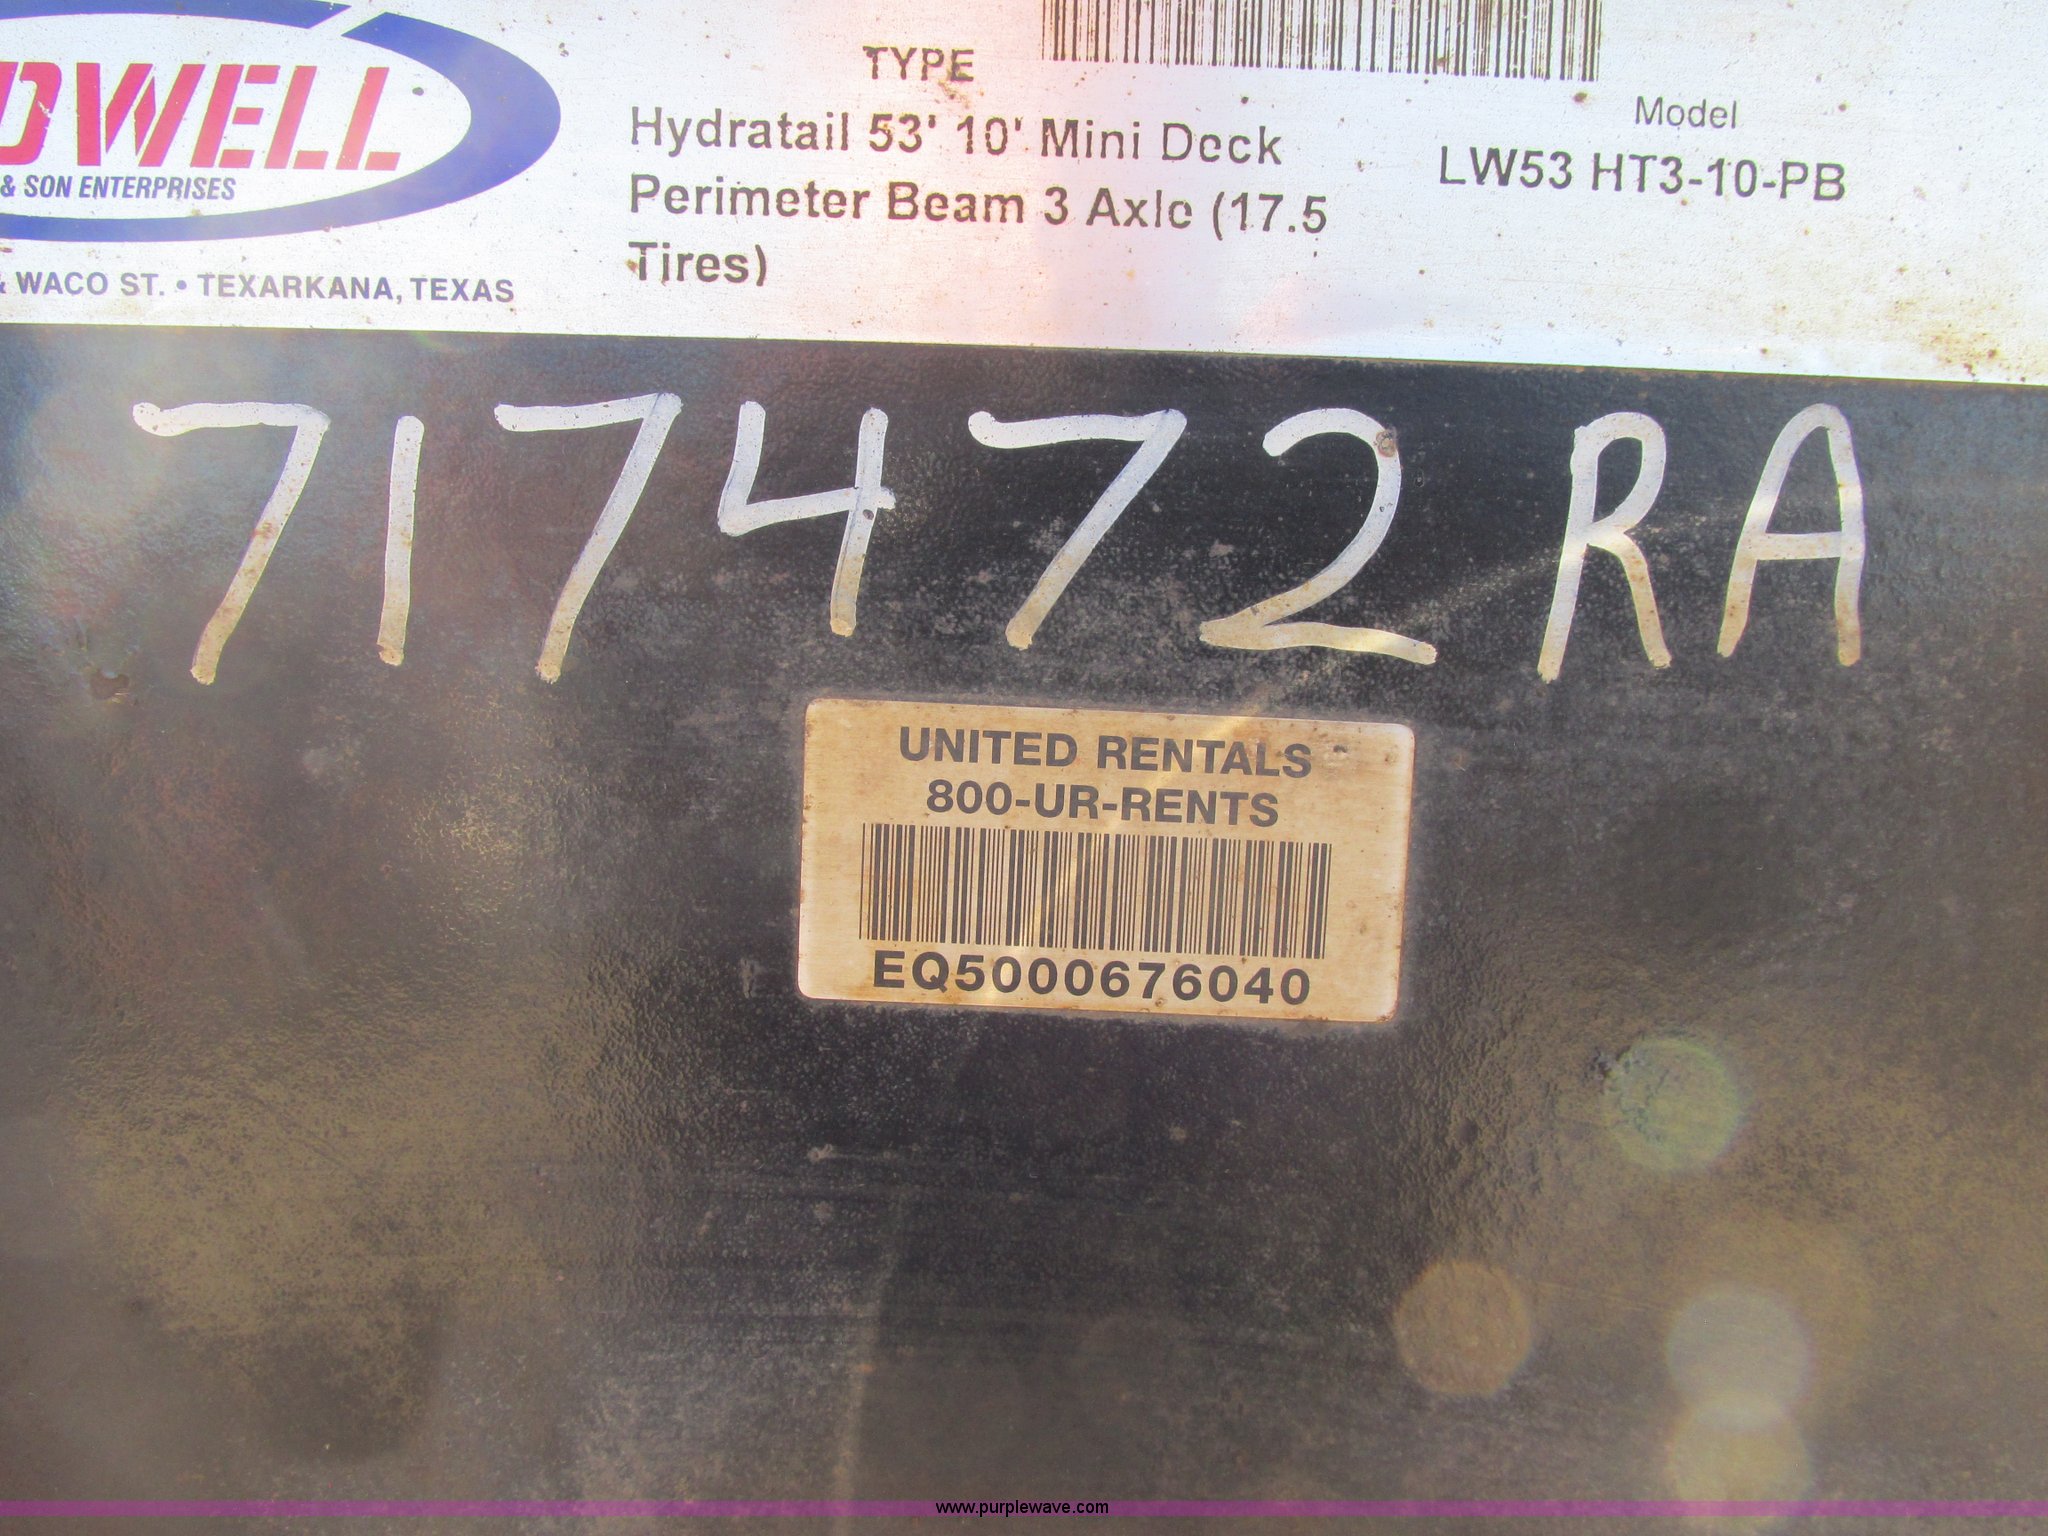 DWELL
& SON ENTERPRISES
& WACO ST. • TEXARKANA, TEXAS
TYPE
Hydratail 53' 10' Mini Deck
Perimeter Beam 3 Axle (17.5
Tires)
Model
LW53 HT3-10-PB
717472 RA
UNITED RENTALS
800-UR-RENTS
EQ5000676040
www.purplewave.com